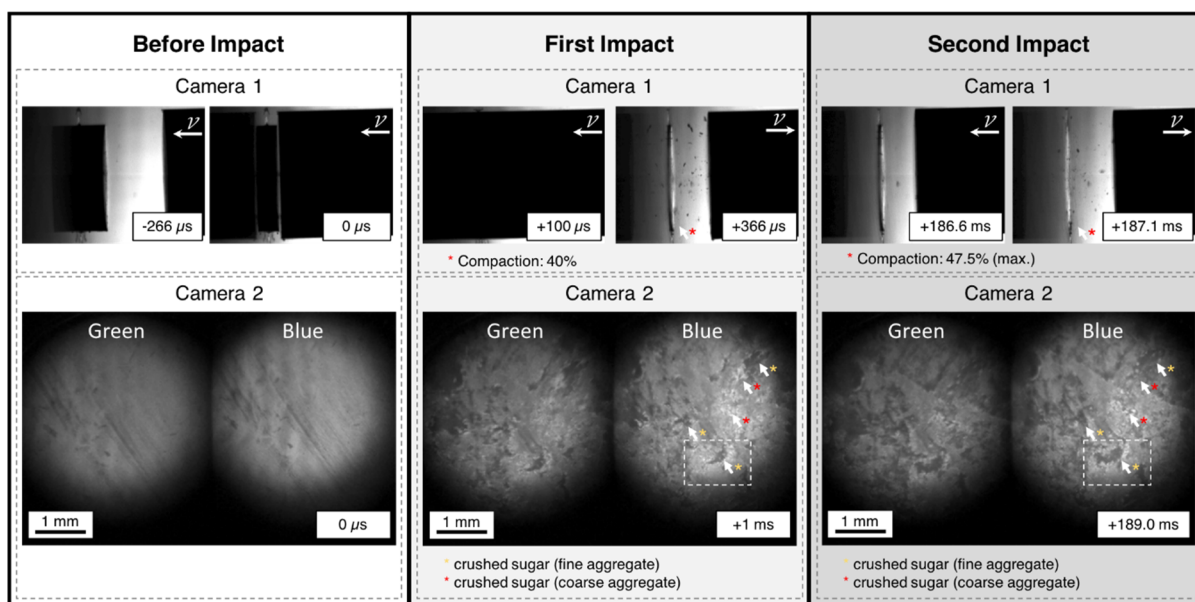 Before Impact
Camera 1
𝒱
-266 µs
𝒱
0 µs
Camera 2
Green
Blue
1 mm
0 µs
First Impact
Camera 1
𝒱
+100 µs
𝒱
* +366 µs
* Compaction: 40%
Camera 2
Green
Blue
*
*
*
*
*
1 mm
+1 ms
* crushed sugar (fine aggregate)
* crushed sugar (coarse aggregate)
Second Impact
Camera 1
𝒱
+186.6 ms
𝒱
* +187.1 ms
* Compaction: 47.5% (max.)
Camera 2
Green
Blue
*
*
*
*
*
1 mm
+189.0 ms
* crushed sugar (fine aggregate)
* crushed sugar (coarse aggregate)